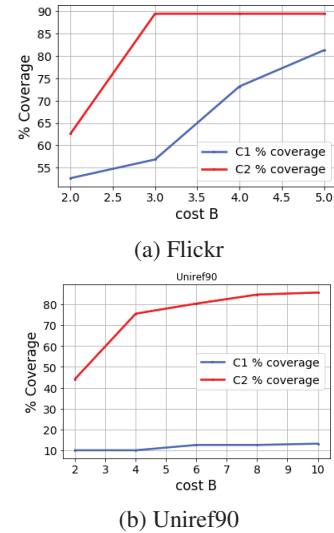 90
85
80
75
70
65
60
55
% Coverage
C1 % coverage
C2 % coverage
2.0 2.5 3.0 3.5 4.0 4.5 5.0
cost B
(a) Flickr
Uniref90
80
70
60
50
40
30
20
10
% Coverage
C1 % coverage
C2 % coverage
2 3 4 5 6 7 8 9 10
cost B
(b) Uniref90